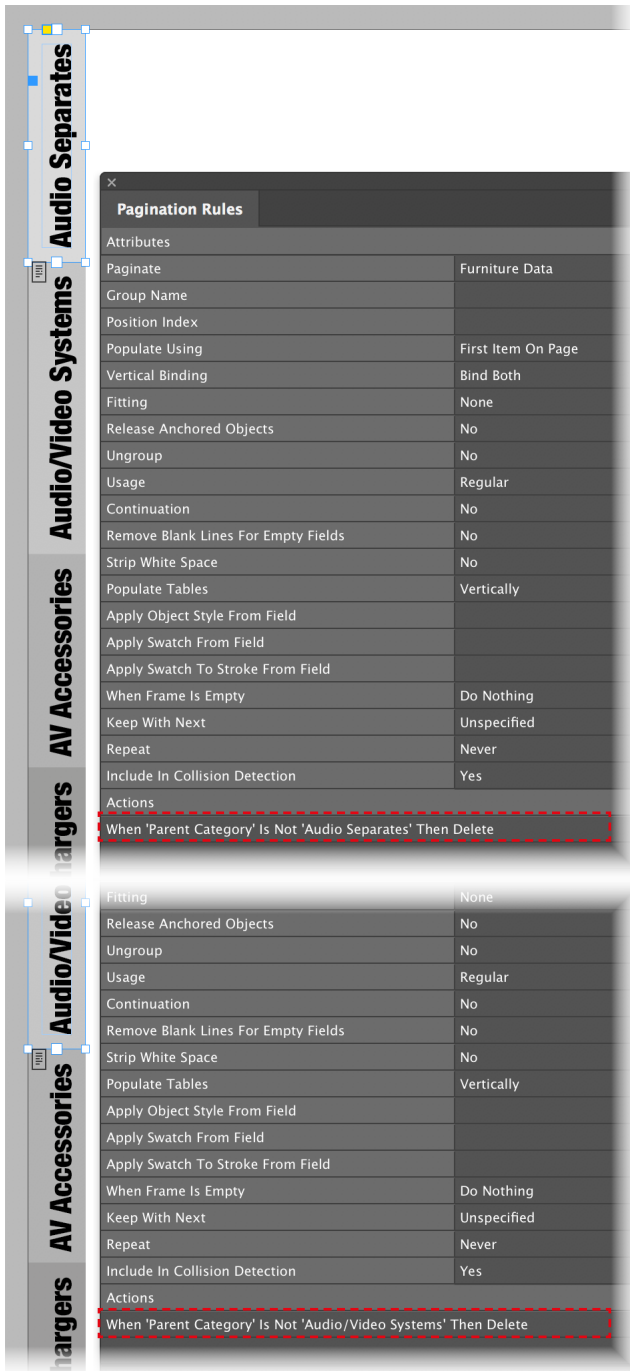 Audio Separates
Audio/Video Systems
AV Accessories
hargers
Pagination Rules
Attributes
Paginate Furniture Data
Group Name
Position Index
Populate Using First Item On Page
Vertical Binding Bind Both
Fitting None
Release Anchored Objects No
Ungroup No
Usage Regular
Continuation No
Remove Blank Lines For Empty Fields No
Strip White Space No
Populate Tables Vertically
Apply Object Style From Field
Apply Swatch From Field
Apply Swatch To Stroke From Field
When Frame Is Empty Do Nothing
Keep With Next Unspecified
Repeat Never
Include In Collision Detection Yes
Actions
When 'Parent Category' Is Not 'Audio Separates' Then Delete
Audio/Video
AV Accessories
hargers
Fitting None
Release Anchored Objects No
Ungroup No
Usage Regular
Continuation No
Remove Blank Lines For Empty Fields No
Strip White Space No
Populate Tables Vertically
Apply Object Style From Field
Apply Swatch From Field
Apply Swatch To Stroke From Field
When Frame Is Empty Do Nothing
Keep With Next Unspecified
Repeat Never
Include In Collision Detection Yes
Actions
When 'Parent Category' Is Not 'Audio/Video Systems' Then Delete